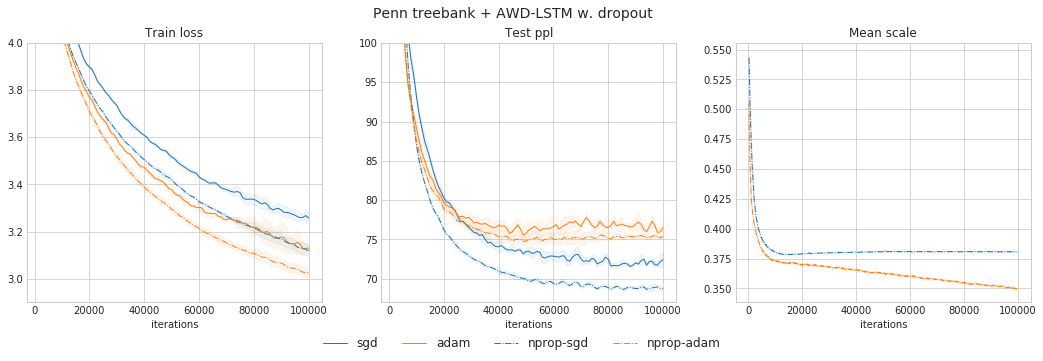 Penn treebank + AWD-LSTM w. dropout
Train loss
4.0
3.8
3.6
3.4
3.2
3.0
0 20000 40000 60000 80000 100000
iterations
Test ppl
100
95
90
85
80
75
70
0 20000 40000 60000 80000 100000
iterations
Mean scale
0.550
0.525
0.500
0.475
0.450
0.425
0.400
0.375
0.350
0 20000 40000 60000 80000 100000
iterations
sgd adam nprop-sgd nprop-adam